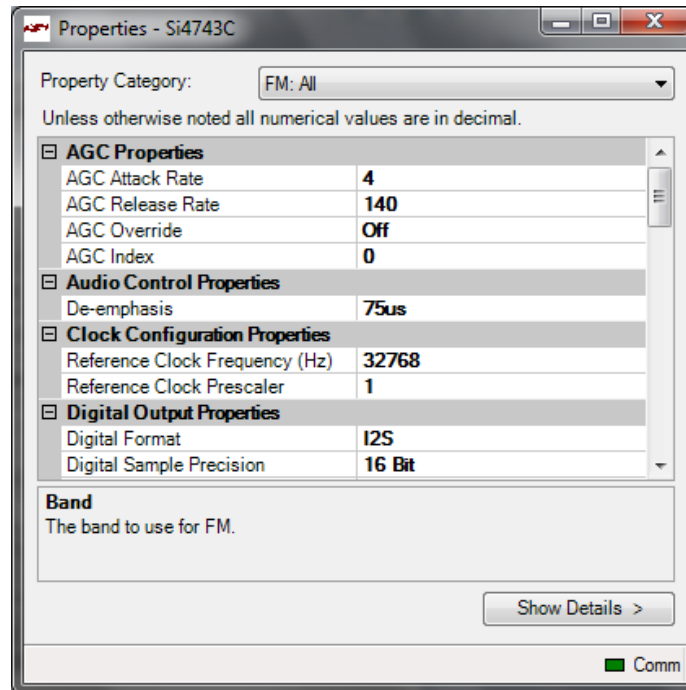 Properties - Si4743C
Property Category: FM: All
Unless otherwise noted all numerical values are in decimal.
AGC Properties
AGC Attack Rate 4
AGC Release Rate 140
AGC Override Off
AGC Index 0
Audio Control Properties
De-emphasis 75us
Clock Configuration Properties
Reference Clock Frequency (Hz) 32768
Reference Clock Prescaler 1
Digital Output Properties
Digital Format I2S
Digital Sample Precision 16 Bit
Band
The band to use for FM.
Show Details >
Comm